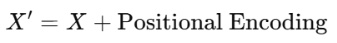 X′ = X + Positional Encoding